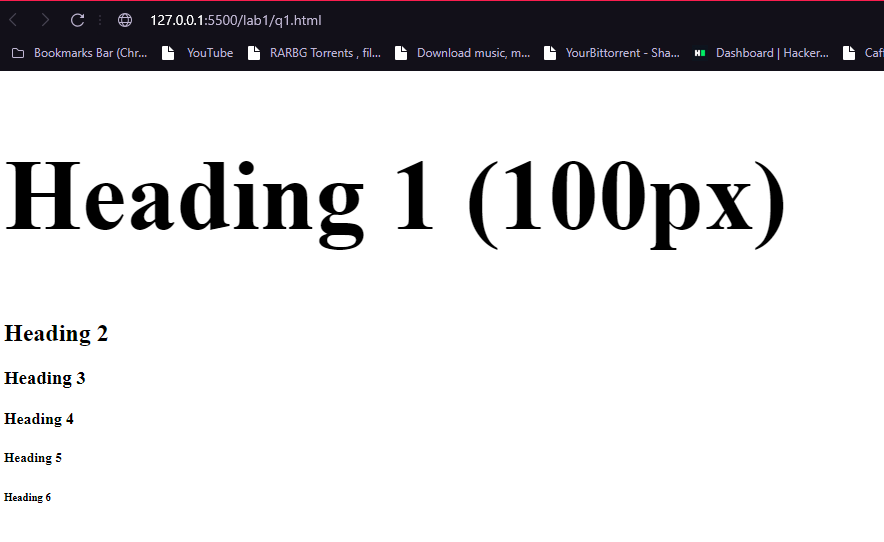 127.0.0.1:5500/lab1/q1.html
Bookmarks Bar (Chr... YouTube RARBG Torrents , fil... Download music, m... YourBittorrent - Sha... Dashboard | Hacker... Caff
Heading 1 (100px)
Heading 2
Heading 3
Heading 4
Heading 5
Heading 6